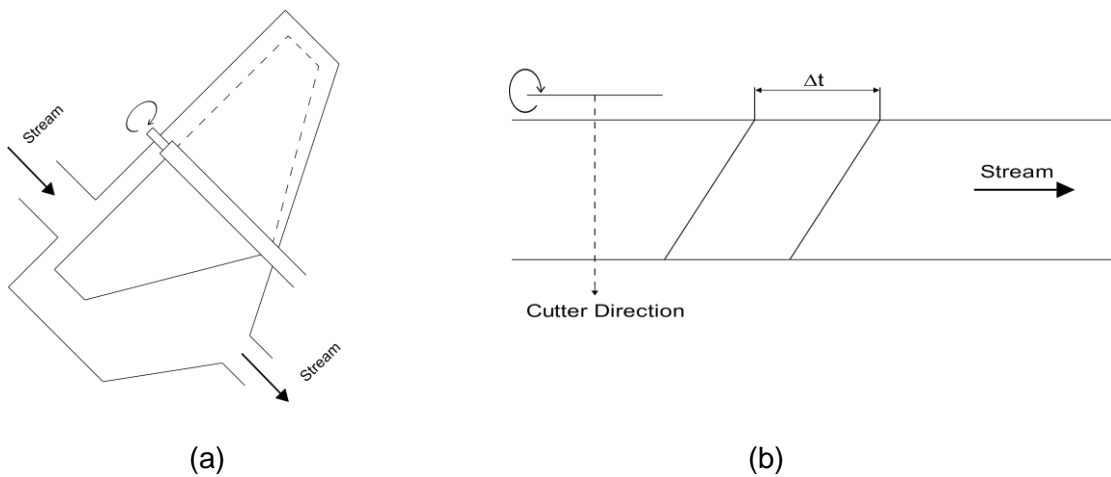 Stream
Stream
(a)
Δt
Stream
Cutter Direction
(b)